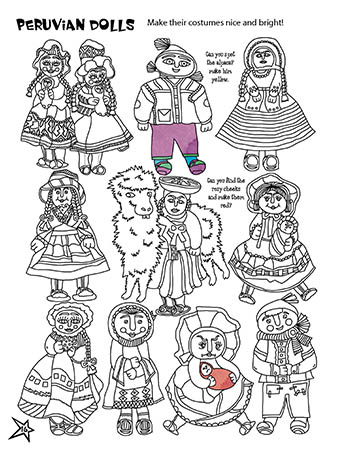 PERUVIAN DOLLS
Make their costumes nice and bright!
Can you spot
the alpaca?
make him
yellow.
Can you find the
rosy cheeks
and make them
red?